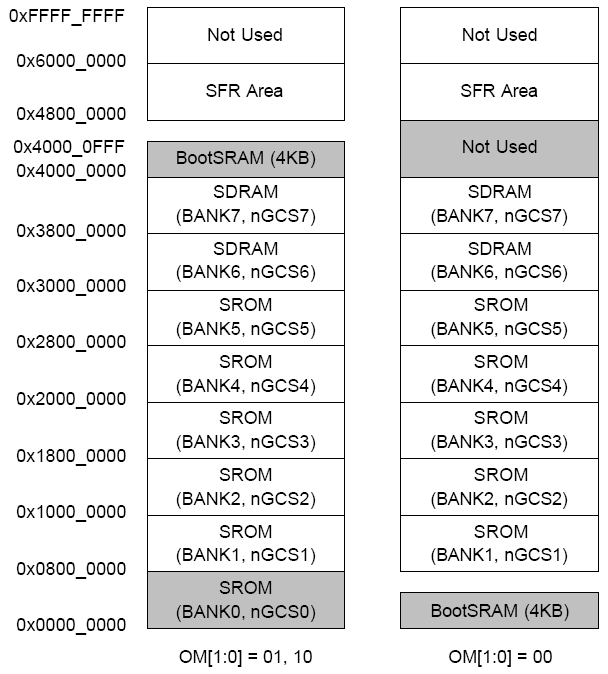 0xFFFF_FFFF
Not Used
Not Used
0x6000_0000
SFR Area
SFR Area
0x4800_0000
0x4000_0FFF
BootSRAM (4KB)
Not Used
0x4000_0000
SDRAM
(BANK7, nGCS7)
SDRAM
(BANK7, nGCS7)
0x3800_0000
SDRAM
(BANK6, nGCS6)
SDRAM
(BANK6, nGCS6)
0x3000_0000
SROM
(BANK5, nGCS5)
SROM
(BANK5, nGCS5)
0x2800_0000
SROM
(BANK4, nGCS4)
SROM
(BANK4, nGCS4)
0x2000_0000
SROM
(BANK3, nGCS3)
SROM
(BANK3, nGCS3)
0x1800_0000
SROM
(BANK2, nGCS2)
SROM
(BANK2, nGCS2)
0x1000_0000
SROM
(BANK1, nGCS1)
SROM
(BANK1, nGCS1)
0x0800_0000
SROM
(BANK0, nGCS0)
BootSRAM (4KB)
0x0000_0000
OM[1:0] = 01, 10
OM[1:0] = 00